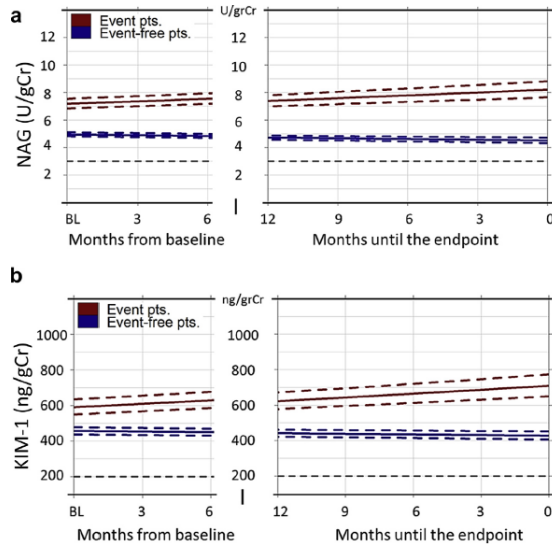 a
U/grCr
Event pts.
Event-free pts.
NAG (U/gCr)
14
12
10
8
6
4
2
14
12
10
8
6
4
2
BL 3 6
12 9 6 3 0
Months from baseline
Months until the endpoint
b
ng/grCr
Event pts.
Event-free pts.
KIM-1 (ng/gCr)
1000
800
600
400
200
1000
800
600
400
200
BL 3 6
12 9 6 3 0
Months from baseline
Months until the endpoint